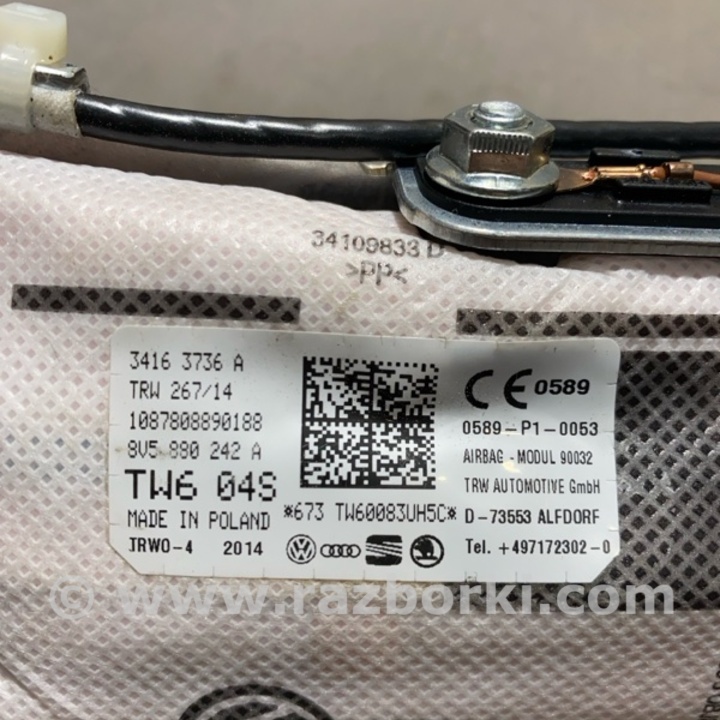 34109833 D
>PP<
3416 3736 A
TRW 267/14
1087808890188
8V5 880 242 A
TW6 04S
MADE IN POLAND
TRWO-4 2014
*673 TW60083UH5C*
CE 0589
0589-P1-0053
AIRBAG - MODUL 90032
TRW AUTOMOTIVE GmbH
D-73553 ALFDORF
Tel. +497172302-0
© www.razborki.com